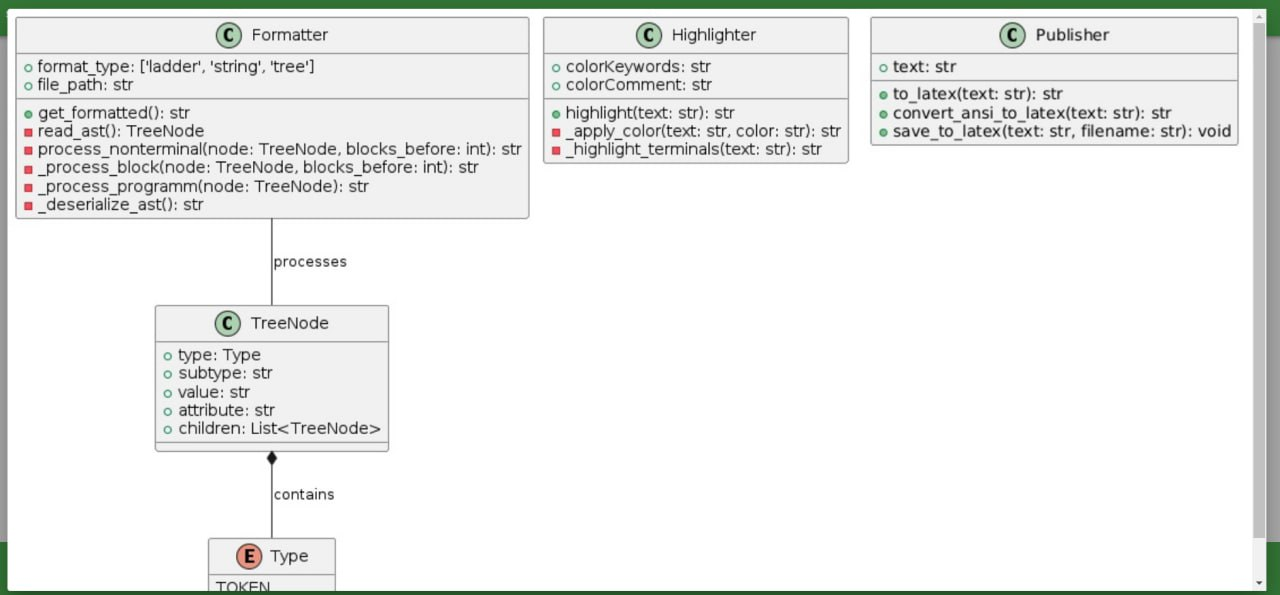 C Formatter
format_type: ['ladder', 'string', 'tree']
file_path: str
get_formatted(): str
read_ast(): TreeNode
process_nonterminal(node: TreeNode, blocks_before: int): str
_process_block(node: TreeNode, blocks_before: int): str
_process_programm(node: TreeNode): str
_deserialize_ast(): str
C Highlighter
colorKeywords: str
colorComment: str
highlight(text: str): str
_apply_color(text: str, color: str): str
_highlight_terminals(text: str): str
C Publisher
text: str
to_latex(text: str): str
convert_ansi_to_latex(text: str): str
save_to_latex(text: str, filename: str): void
processes
C TreeNode
type: Type
subtype: str
value: str
attribute: str
children: List<TreeNode>
contains
E Type
TOKEN